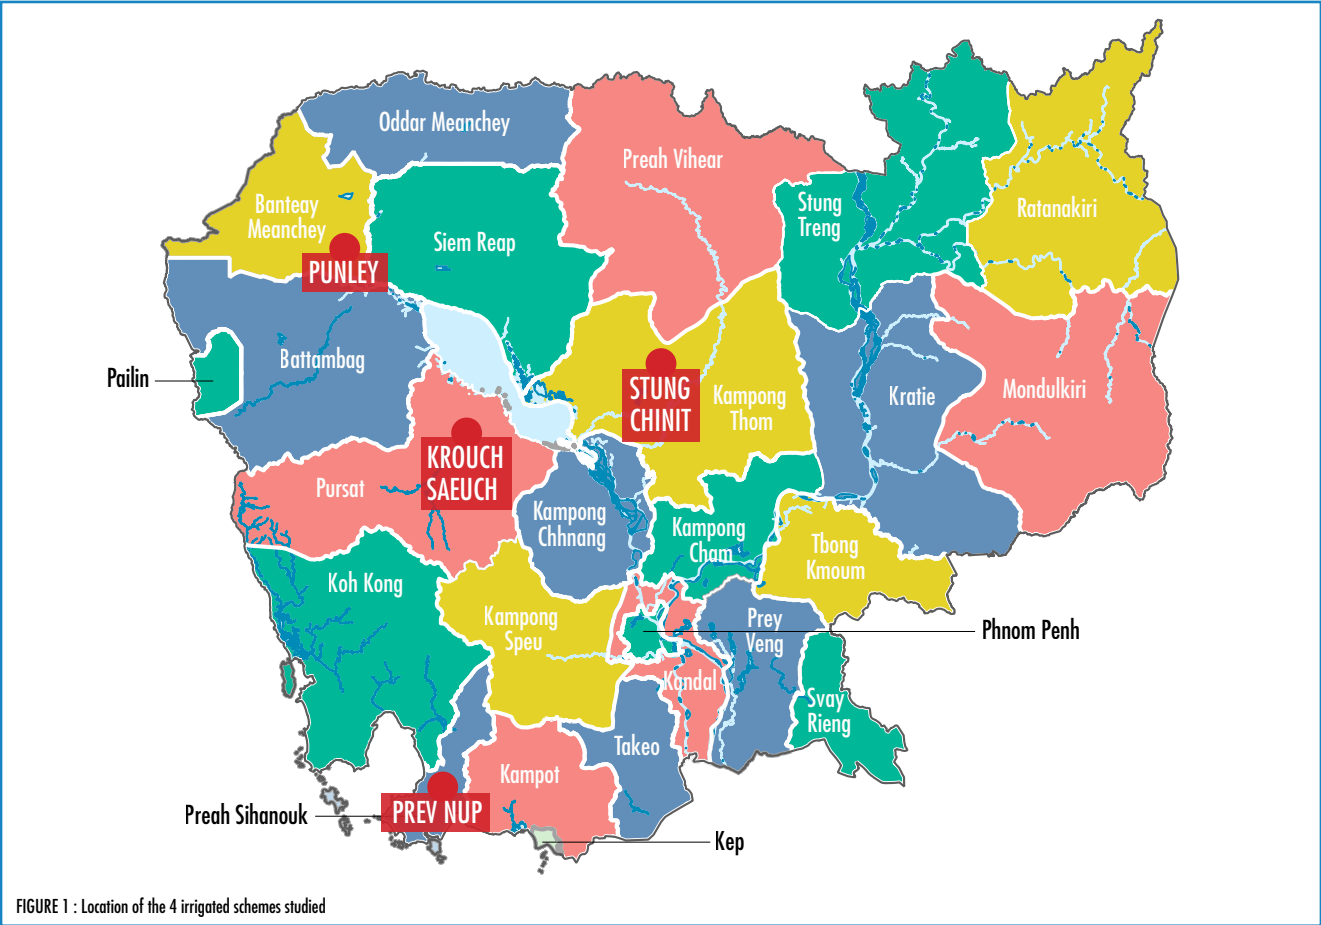 Oddar Meanchey
Preah Vihear
Banteay
Meanchey
Stung
Treng
Ratanakiri
Siem Reap
PUNLEY
Battambag
Pailin
STUNG
CHINIT
Kampong
Thom
Kratie
Mondulkiri
KROUCH
SAEUCH
Pursat
Kampong
Chhnang
Kampong
Cham
Tbong
Kmoum
Koh Kong
Kampong
Speu
Prey
Veng
Phnom Penh
Kandal
Svay
Rieng
Takeo
Kampot
Preah Sihanouk
PREV NUP
Kep
FIGURE 1 : Location of the 4 irrigated schemes studied